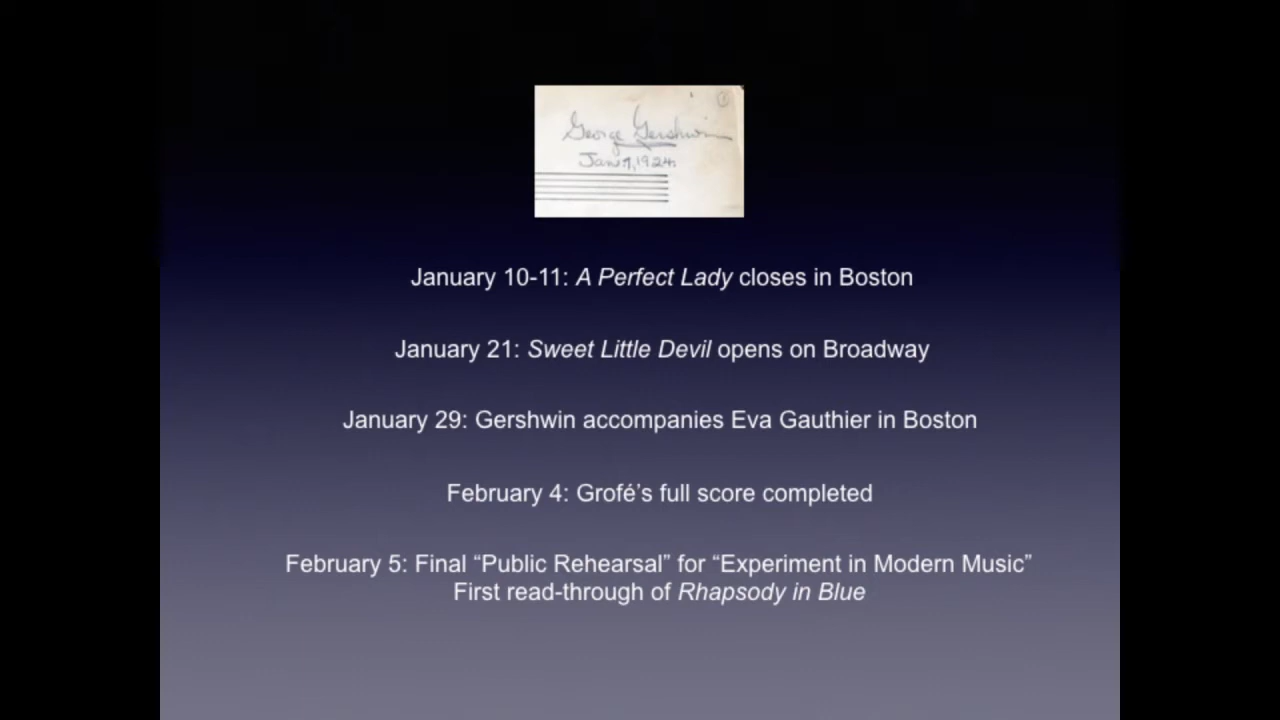 George Gershwin
Jan 7, 1924.
January 10-11: A Perfect Lady closes in Boston
January 21: Sweet Little Devil opens on Broadway
January 29: Gershwin accompanies Eva Gauthier in Boston
February 4: Grofé’s full score completed
February 5: Final “Public Rehearsal” for “Experiment in Modern Music”
First read-through of Rhapsody in Blue